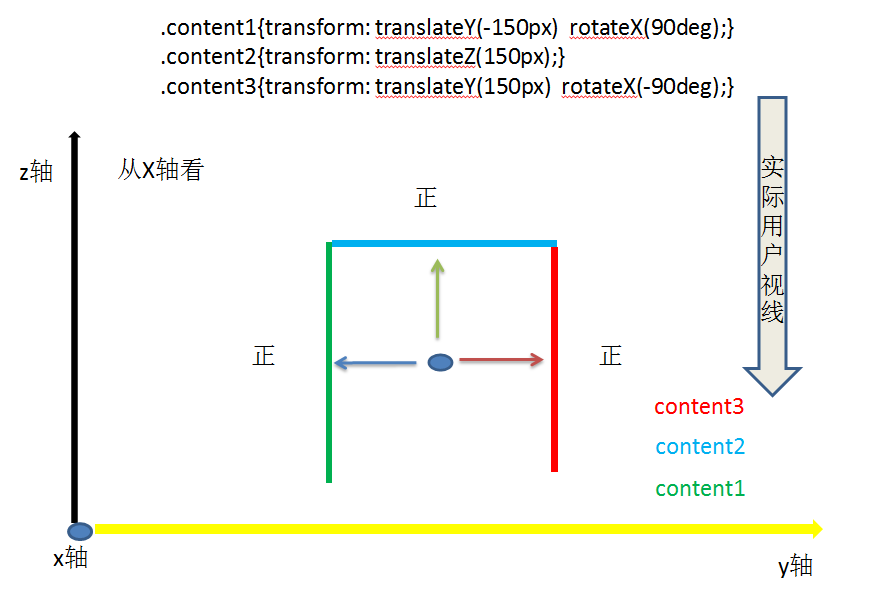 .content1{transform: translateY(-150px)  rotateX(90deg);}
.content2{transform: translateZ(150px);}
.content3{transform: translateY(150px)  rotateX(-90deg);}
z轴
从X轴看
正
实际用户视线
正
正
content3
content2
content1
x轴
y轴